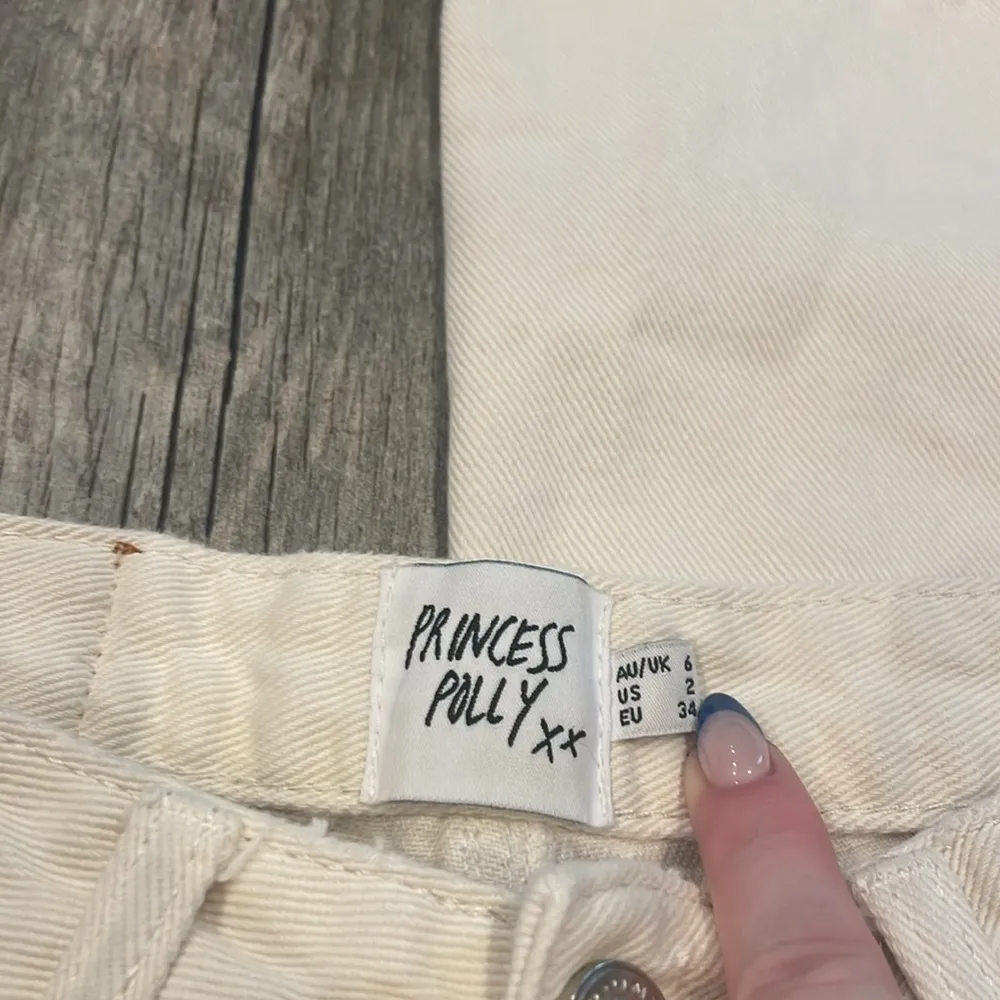 PRINCESS
POLLY xx
AU/UK 6
US 2
EU 34